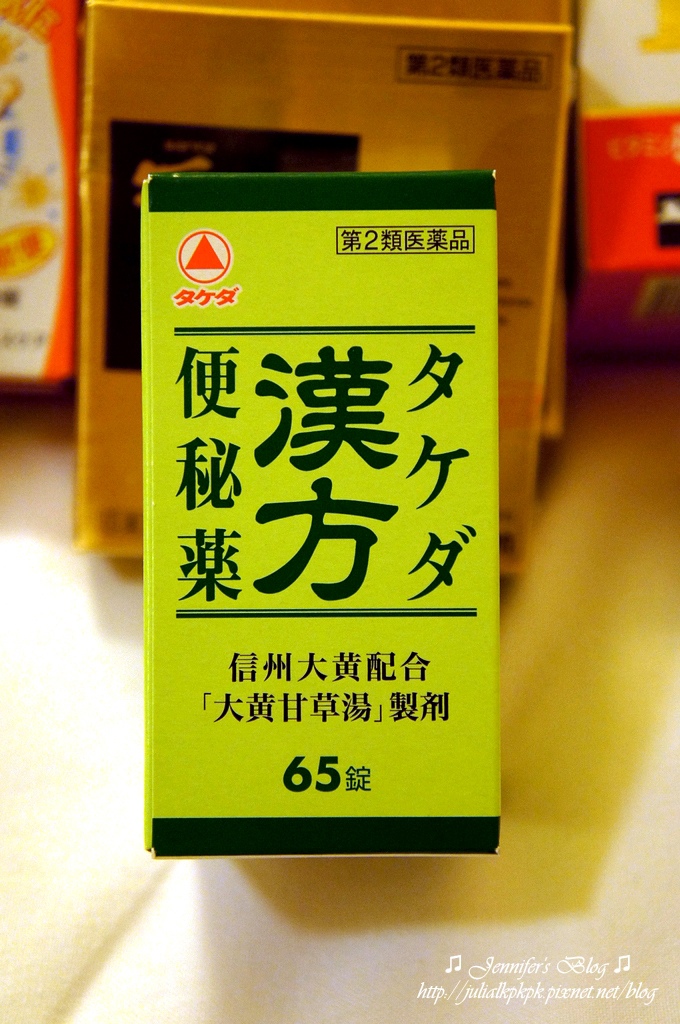 第2類医薬品
第2類医薬品
タケダ
タケダ
漢方
便秘薬
信州大黄配合
「大黄甘草湯」製剤
65錠
♫ Jennifer's Blog ♫
http://julialkpkpk.pixnet.net/blog